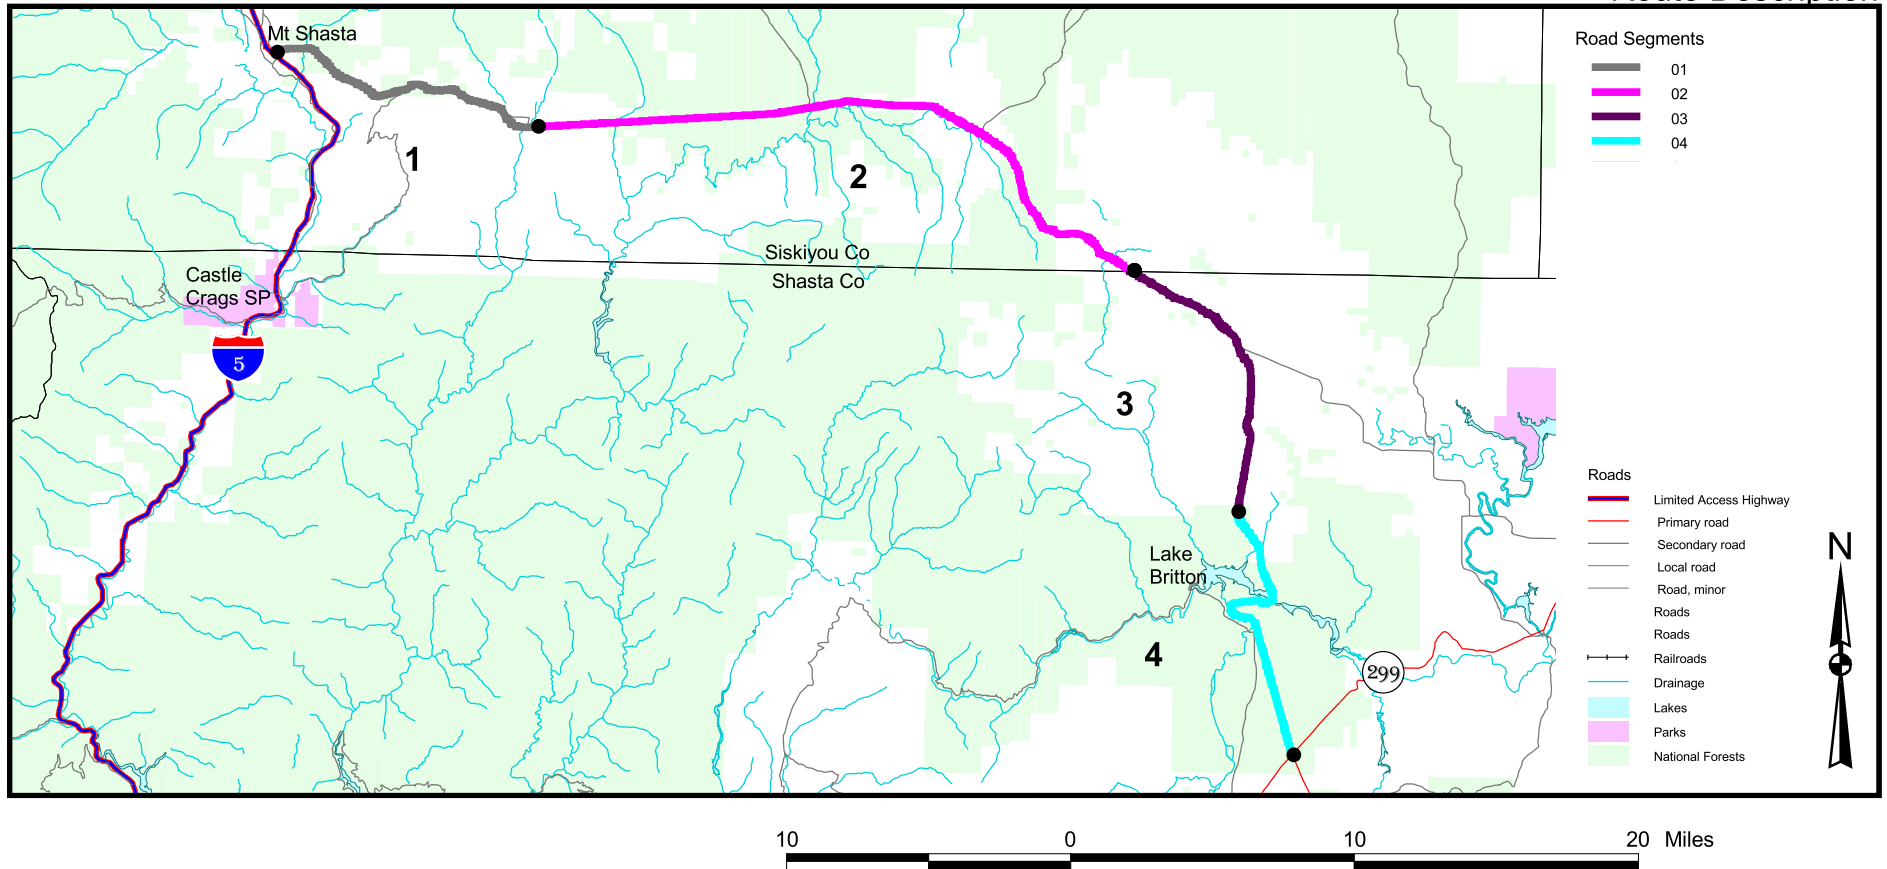 Mt Shasta
Road Segments
01
02
03
04
1
2
Siskiyou Co
Shasta Co
Castle
Crags SP
5
3
Lake
Britton
4
299
Roads
Limited Access Highway
Primary road
Secondary road
Local road
Road, minor
Roads
Roads
Railroads
Drainage
Lakes
Parks
National Forests
N
10 0 10 20 Miles